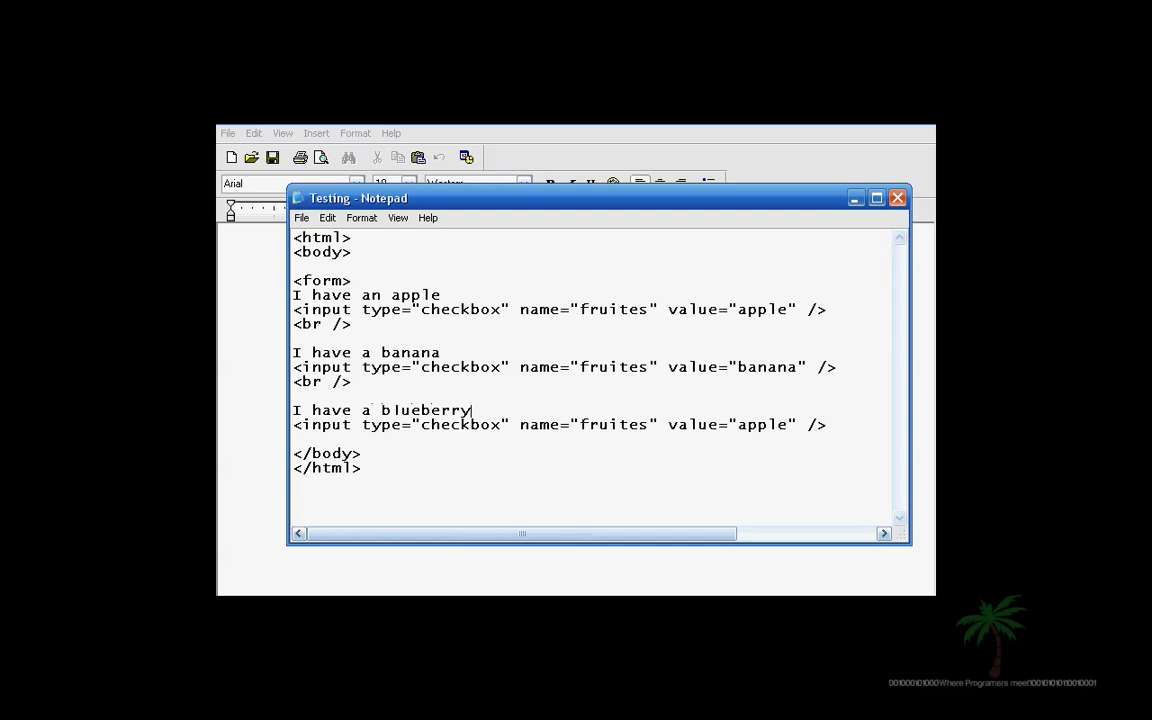 File Edit View Insert Format Help
Arial 10 Western
Testing - Notepad
File Edit Format View Help
<html>
<body>
<form>
I have an apple
<input type="checkbox" name="fruites" value="apple" />
<br />
I have a banana
<input type="checkbox" name="fruites" value="banana" />
<br />
I have a blueberry
<input type="checkbox" name="fruites" value="apple" />
</body>
</html>
Where Programers meet